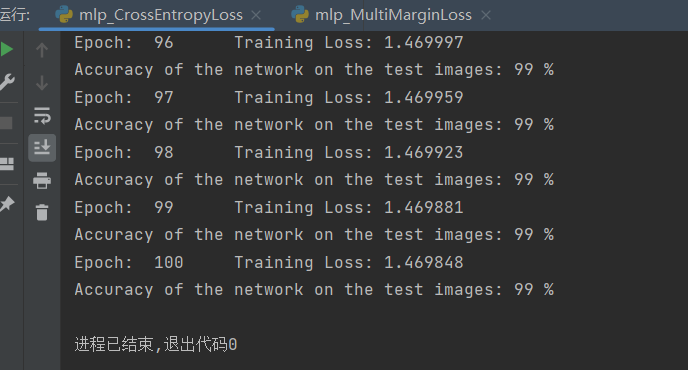 运行: mlp_CrossEntropyLoss mlp_MultiMarginLoss
Epoch: 96 Training Loss: 1.469997
Accuracy of the network on the test images: 99 %
Epoch: 97 Training Loss: 1.469959
Accuracy of the network on the test images: 99 %
Epoch: 98 Training Loss: 1.469923
Accuracy of the network on the test images: 99 %
Epoch: 99 Training Loss: 1.469881
Accuracy of the network on the test images: 99 %
Epoch: 100 Training Loss: 1.469848
Accuracy of the network on the test images: 99 %
进程已结束,退出代码0